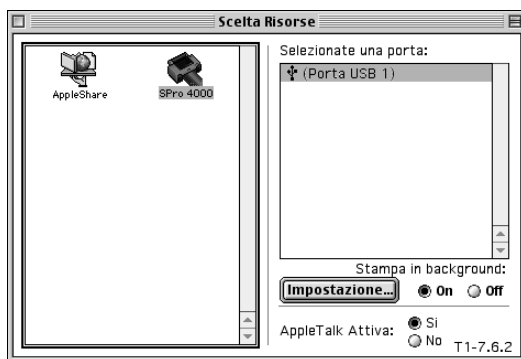 Scelta Risorse
AppleShare
SPro 4000
Selezionate una porta:
(Porta USB 1)
Stampa in background:
Impostazione...
On Off
AppleTalk Attiva:
Si
No
T1-7.6.2